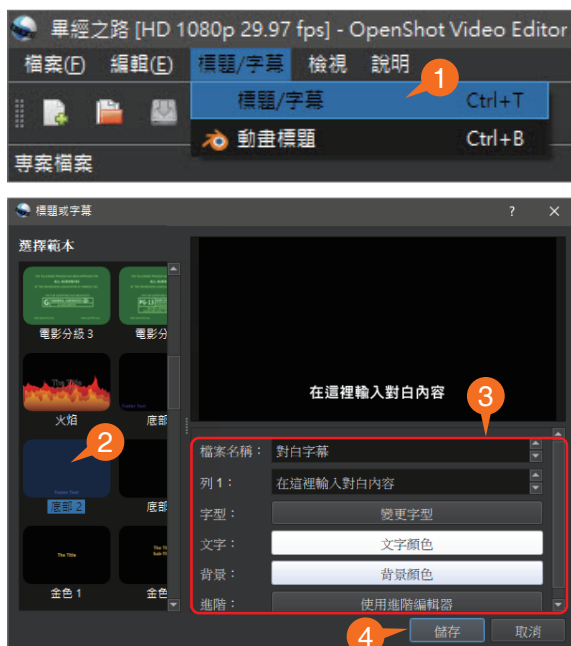 畢經之路 [HD 1080p 29.97 fps] - OpenShot Video Editor
檔案(F) 編輯(E) 標題/字幕 檢視 說明
1
標題/字幕 Ctrl+T
動畫標題 Ctrl+B
專案檔案
標題或字幕 ? ×
選擇範本
電影分級 3 電影分
The Title
火焰 底部
在這裡輸入對白內容
3
2
檔案名稱： 對白字幕
列 1： 在這裡輸入對白內容
底部 2 底部
字型： 變更字型
文字： 文字顏色
The Title
背景： 背景顏色
金色 1 金色
進階： 使用進階編輯器
4
儲存 取消